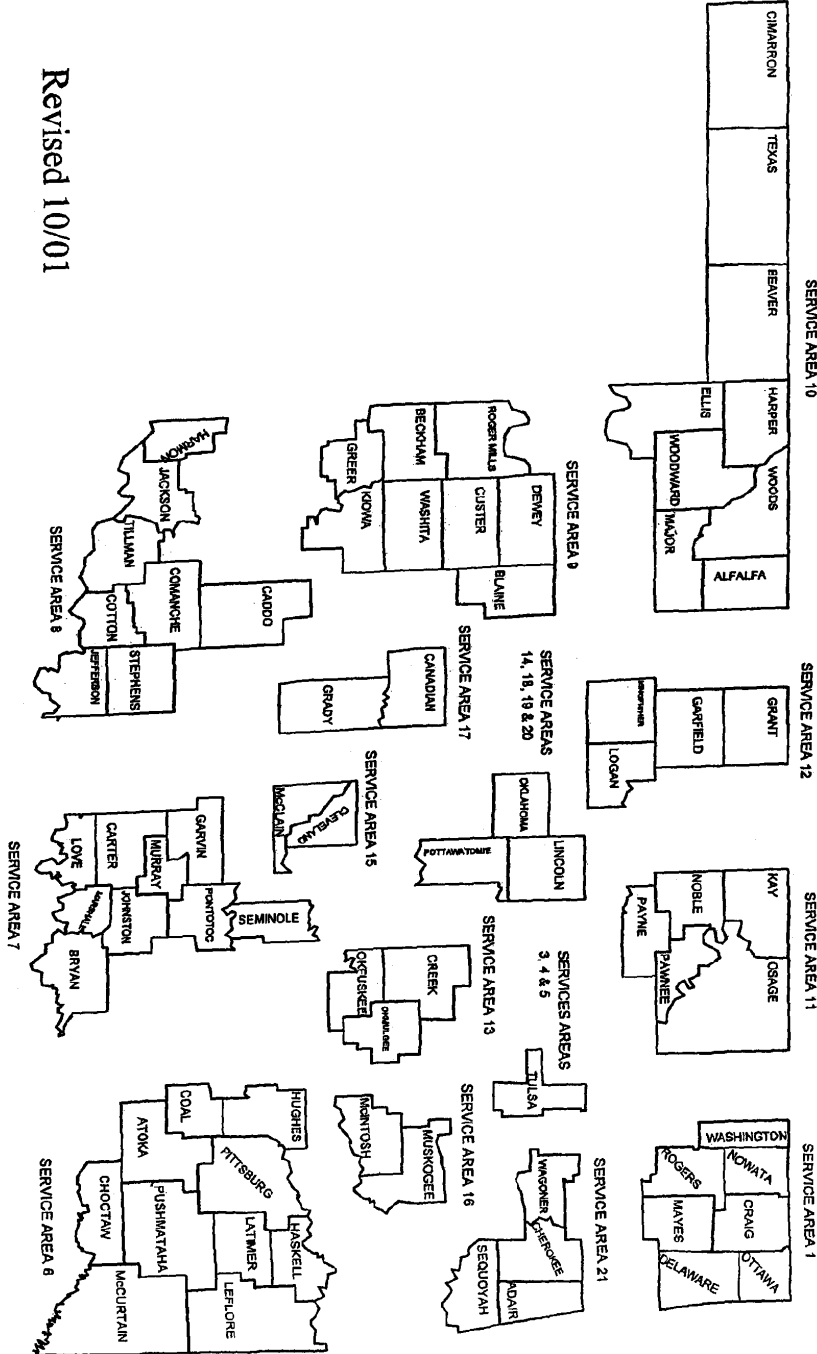 SERVICE AREA 10
CIMARRON
TEXAS
BEAVER
HARPER
WOODS
ALFALFA
ELLIS
WOODWARD
MAJOR
SERVICE AREA 12
GRANT
GARFIELD
KINGFISHER
LOGAN
SERVICE AREA 11
KAY
OSAGE
NOBLE
PAWNEE
PAYNE
SERVICE AREA 1
WASHINGTON
NOWATA
CRAIG
OTTAWA
ROGERS
MAYES
DELAWARE
SERVICE AREA 9
ROGER MILLS
DEWEY
CUSTER
BLAINE
BECKHAM
WASHITA
GREER
KIOWA
SERVICE AREAS
14, 18, 19 & 20
OKLAHOMA
LINCOLN
POTTAWATOMIE
SERVICES AREAS
3, 4 & 5
TULSA
SERVICE AREA 21
WAGONER
CHEROKEE
ADAIR
SEQUOYAH
SERVICE AREA 17
CANADIAN
GRADY
SERVICE AREA 13
CREEK
OKFUSKEE
OKMULGEE
SERVICE AREA 16
MUSKOGEE
McINTOSH
SERVICE AREA 15
CLEVELAND
McCLAIN
SERVICE AREA 8
HARMON
JACKSON
TILLMAN
COMANCHE
CADDO
COTTON
STEPHENS
JEFFERSON
SERVICE AREA 7
SEMINOLE
GARVIN
PONTOTOC
MURRAY
CARTER
JOHNSTON
LOVE
MARSHALL
BRYAN
SERVICE AREA 6
HUGHES
PITTSBURG
HASKELL
COAL
LATIMER
LEFLORE
ATOKA
PUSHMATAHA
CHOCTAW
McCURTAIN
Revised 10/01